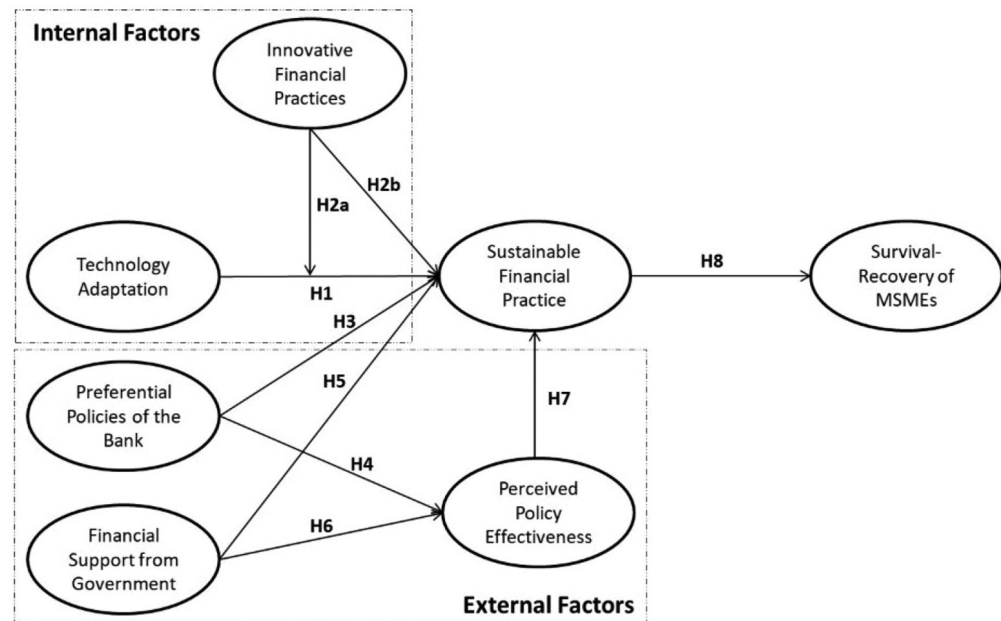 Internal Factors
Innovative
Financial
Practices
H2b
H2a
Technology
Adaptation
H1
Sustainable
Financial
Practice
H8
Survival-
Recovery of
MSMEs
H3
H5
Preferential
Policies of the
Bank
H4
H7
Perceived
Policy
Effectiveness
H6
Financial
Support from
Government
External Factors